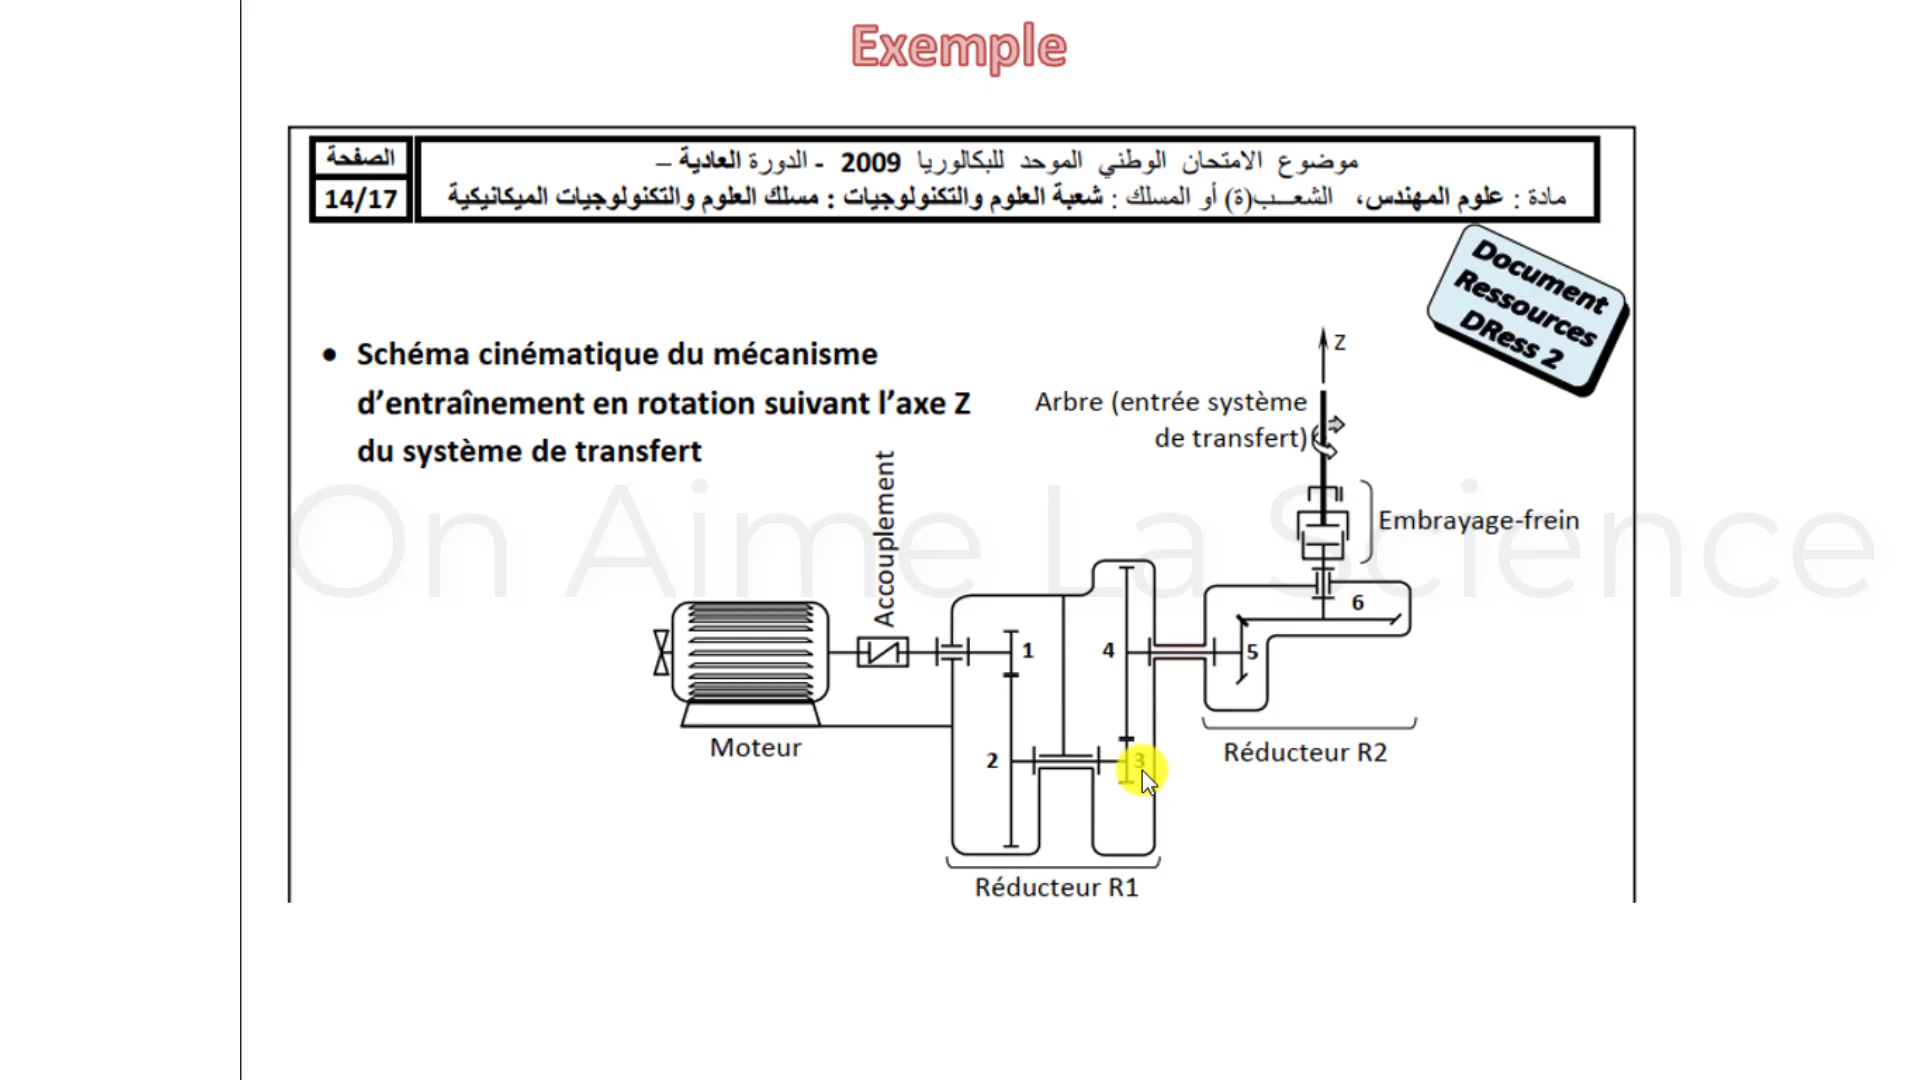 Exemple
الصفحة
14/17
موضوع الامتحان الوطني الموحد للبكالوريا 2009 - الدورة العادية –
مادة : علوم المهندس، الشعـــب(ة) أو المسلك : شعبة العلوم والتكنولوجيات : مسلك العلوم والتكنولوجيات الميكانيكية
Document
Ressources
DRess 2
• Schéma cinématique du mécanisme
d’entraînement en rotation suivant l’axe Z
du système de transfert
Z
Arbre (entrée système
de transfert)
Accouplement
Embrayage-frein
On Aime La Science
6
1
4
5
Moteur
2
3
Réducteur R2
Réducteur R1